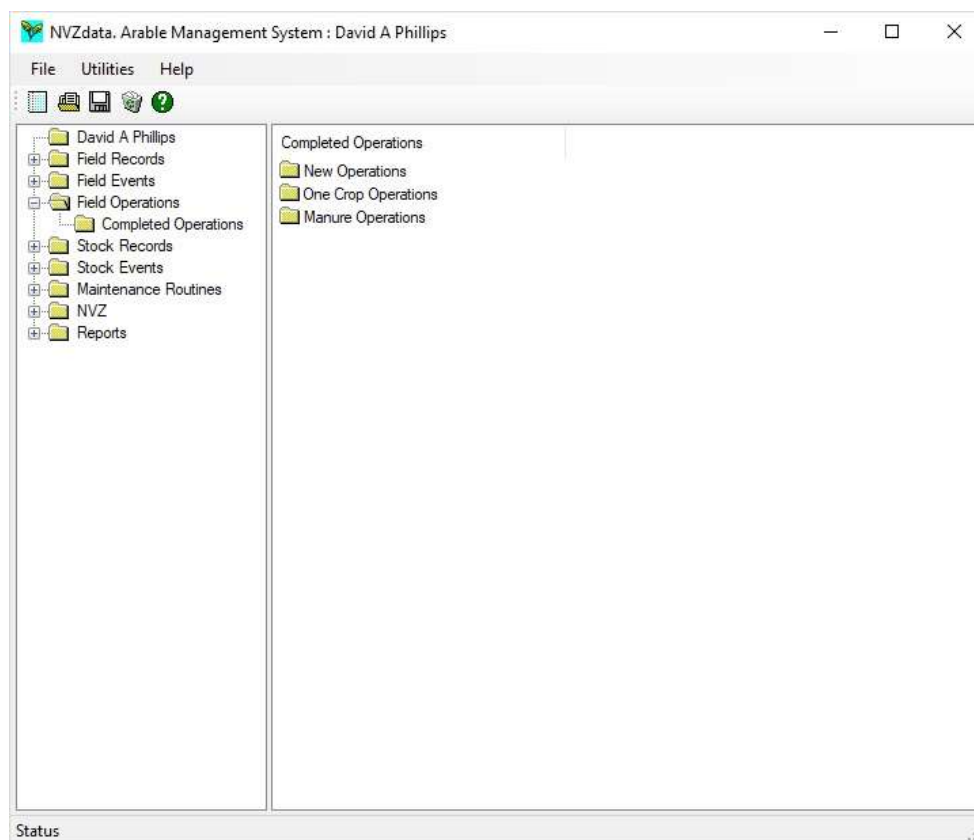 NVZdata. Arable Management System : David A Phillips
File Utilities Help
David A Phillips
Field Records
Field Events
Field Operations
Completed Operations
Stock Records
Stock Events
Maintenance Routines
NVZ
Reports
Completed Operations
New Operations
One Crop Operations
Manure Operations
Status